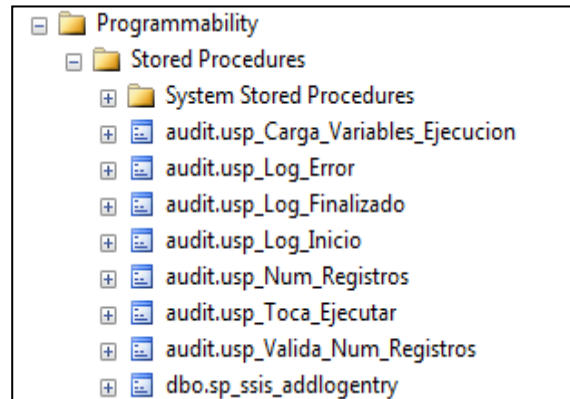 Programmability
Stored Procedures
System Stored Procedures
audit.usp_Carga_Variables_Ejecucion
audit.usp_Log_Error
audit.usp_Log_Finalizado
audit.usp_Log_Inicio
audit.usp_Num_Registros
audit.usp_Toca_Ejecutar
audit.usp_Valida_Num_Registros
dbo.sp_ssis_addlogentry